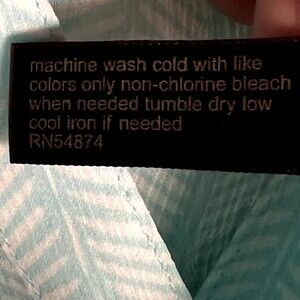 machine wash cold with like
colors only non-chlorine bleach
when needed tumble dry low
cool iron if needed
RN54874